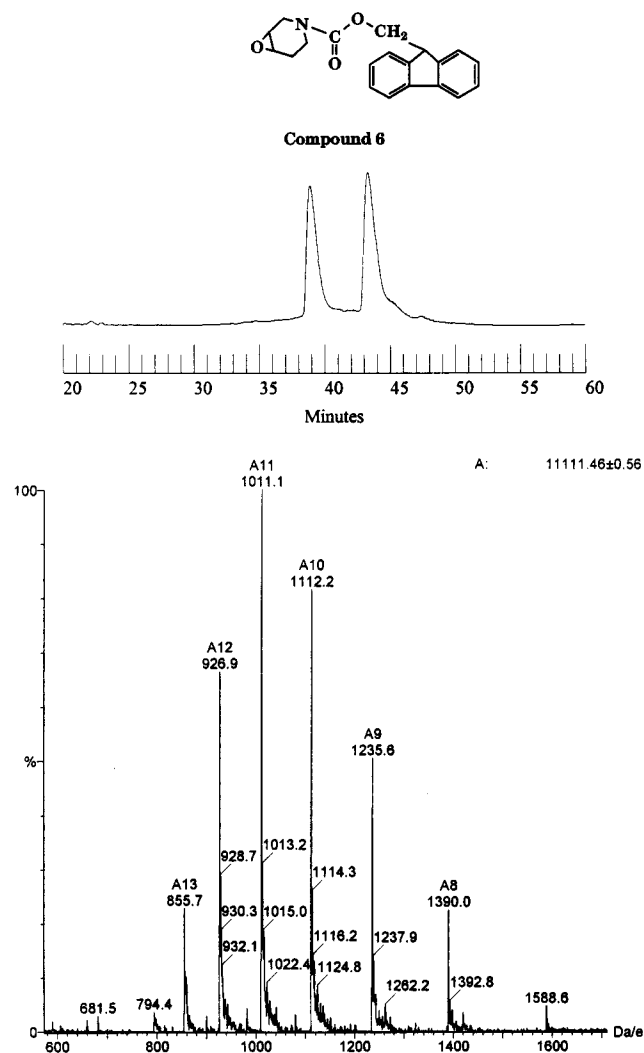 N C O CH2
O O
Compound 6
20 25 30 35 40 45 50 55 60
Minutes
A11 A: 11111.46±0.56
100 1011.1
A10
1112.2
A12
926.9
A9
% 1235.6
928.7 1013.2
1114.3
A13 A8
855.7 1390.0
930.3 1015.0
1116.2 1237.9
932.1
1022.4 1124.8
1262.2 1392.8
681.5 794.4 1588.6
0 Da/e
600 800 1000 1200 1400 1600